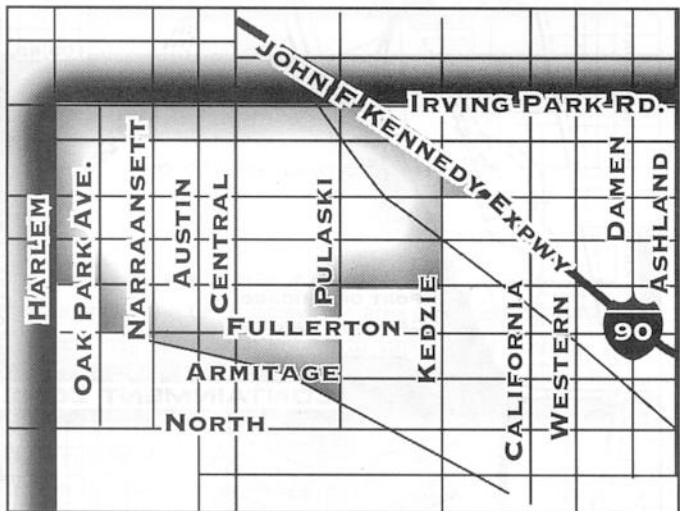 JOHN F KENNEDY EXPWY
IRVING PARK RD.
HARLEM
OAK PARK AVE.
NARRAANSETT
AUSTIN
CENTRAL
PULASKI
KEDZIE
CALIFORNIA
WESTERN
DAMEN
ASHLAND
90
FULLERTON
ARMITAGE
NORTH